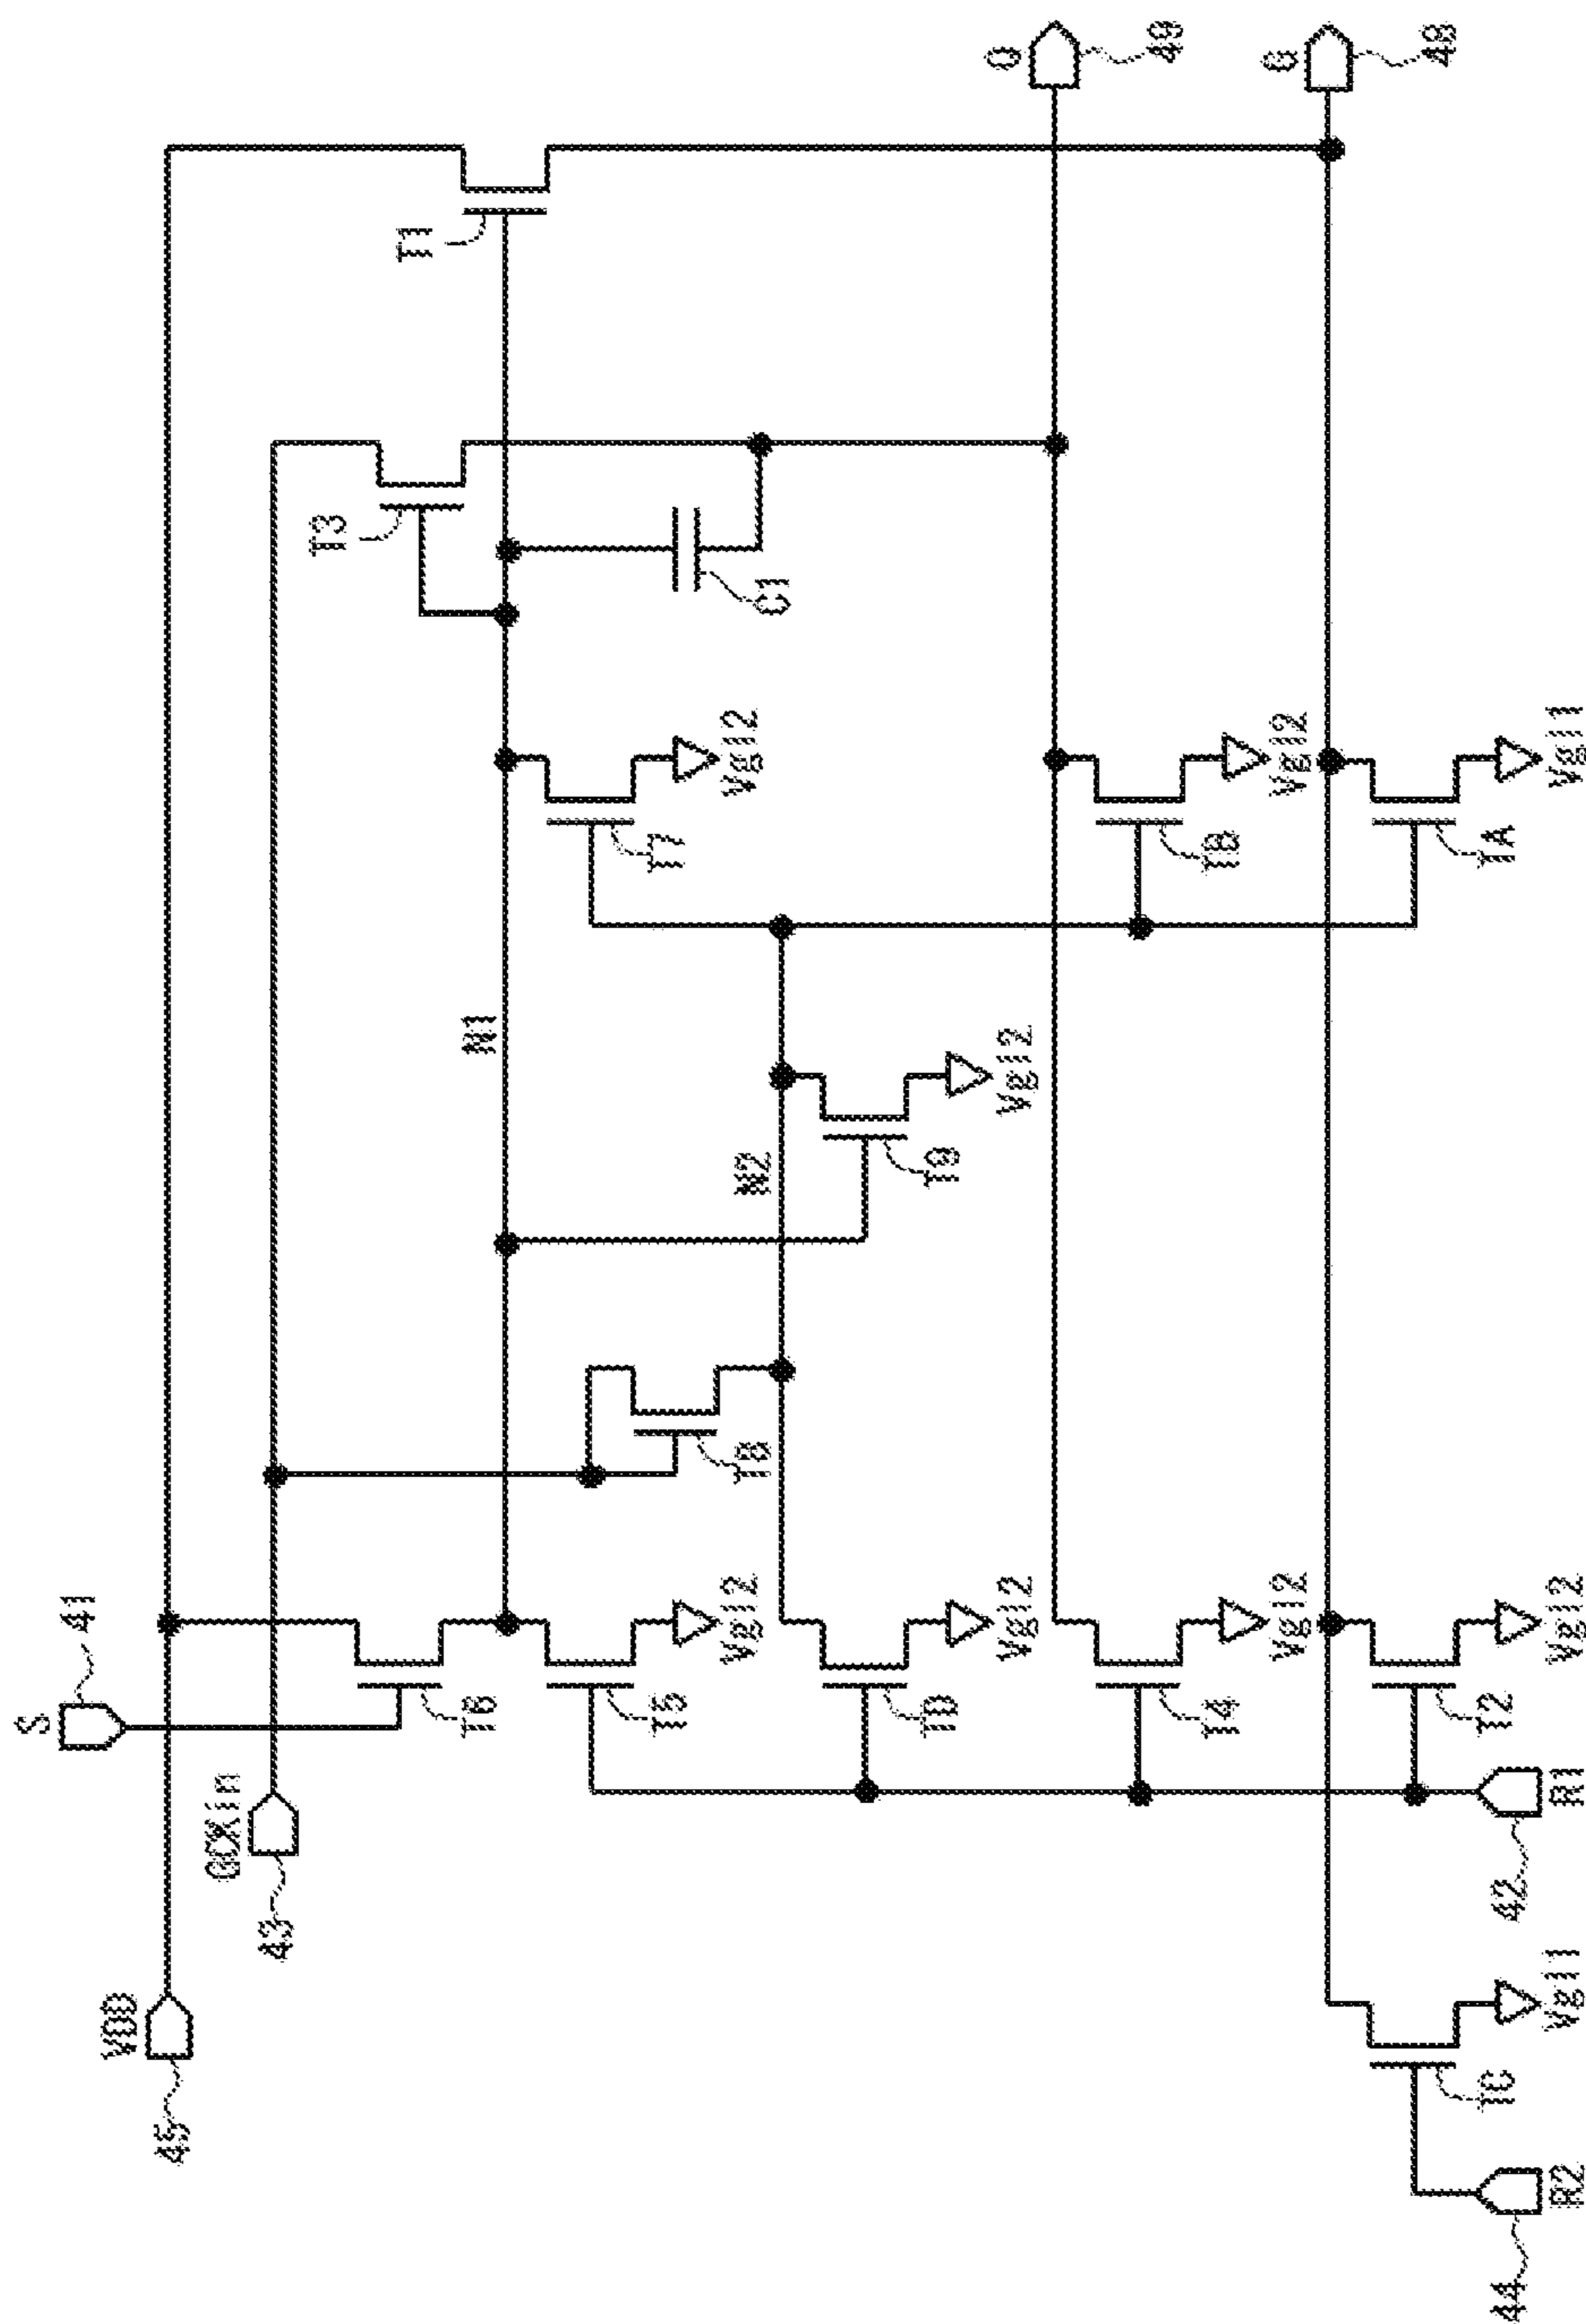 VDD
45
GCKin
43
S
41
T6
T5
Vgl2
TD
Vgl2
T4
Vgl2
T2
Vgl2
R1
42
TC
Vgl1
R2
44
T8
N1
N2
T9
Vgl2
T7
Vgl2
TB
Vgl2
TA
Vgl1
T3
C1
T1
Q
49
G
48